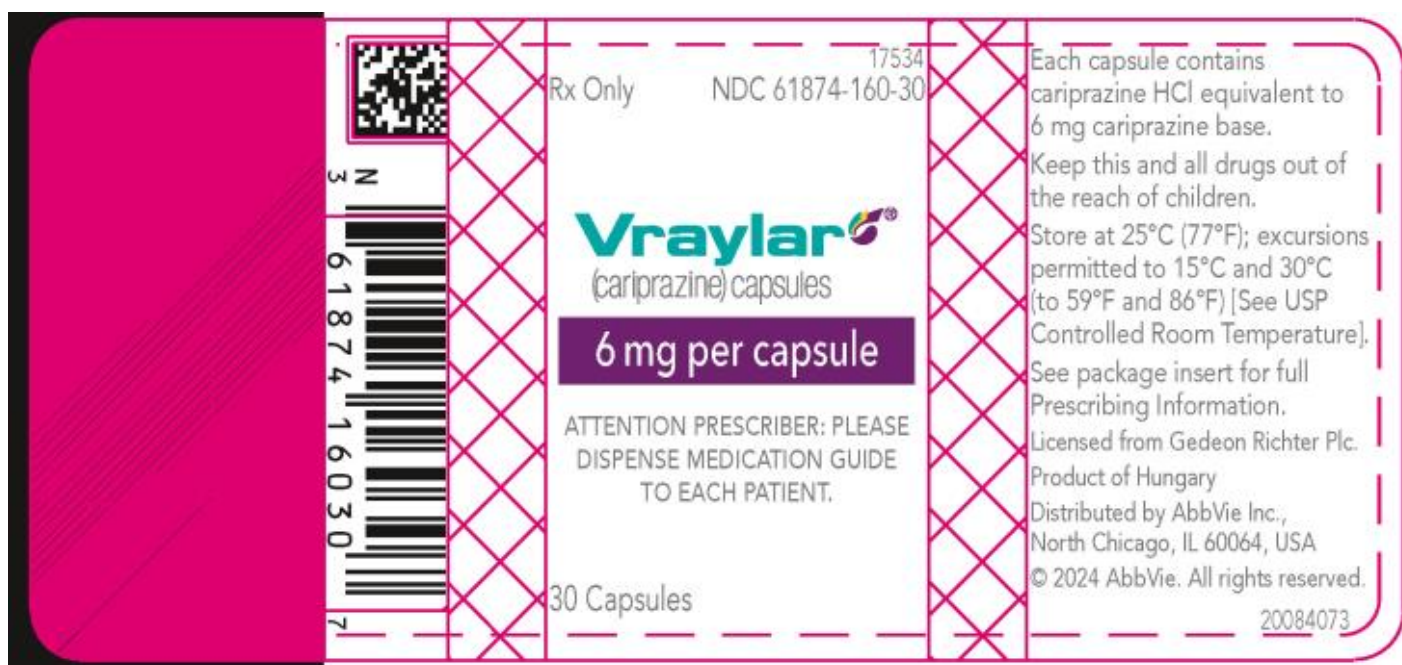 3 N
61874 16030
7
17534
Rx Only NDC 61874-160-30
Vraylar®
(cariprazine) capsules
6 mg per capsule
ATTENTION PRESCRIBER: PLEASE
DISPENSE MEDICATION GUIDE
TO EACH PATIENT.
30 Capsules
Each capsule contains
cariprazine HCl equivalent to
6 mg cariprazine base.
Keep this and all drugs out of
the reach of children.
Store at 25°C (77°F); excursions
permitted to 15°C and 30°C
(to 59°F and 86°F) [See USP
Controlled Room Temperature].
See package insert for full
Prescribing Information.
Licensed from Gedeon Richter Plc.
Product of Hungary
Distributed by AbbVie Inc.,
North Chicago, IL 60064, USA
© 2024 AbbVie. All rights reserved.
20084073